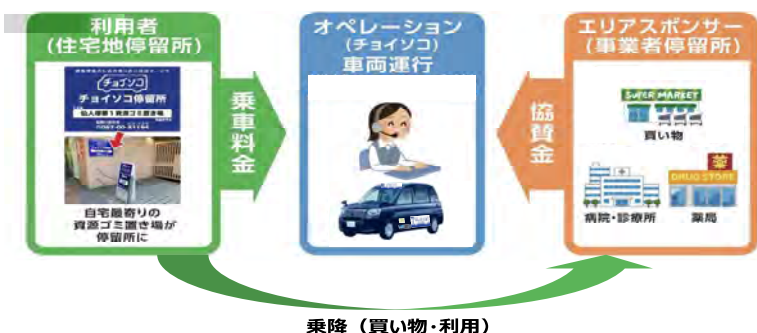 利用者
(住宅地停留所)
チョイソコ
チョイソコ停留所
自宅最寄りの
資源ゴミ置き場が
停留所に
乗車料金
オペレーション
(チョイソコ)
車両運行
協賛金
エリアスポンサー
(事業者停留所)
SUPER MARKET
買い物
病院・診療所
薬
DRUG STORE
薬局
乗降（買い物・利用）